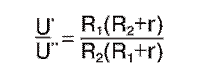 U'/U'' = R₁(R₂+r)/R₂(R₁+r)